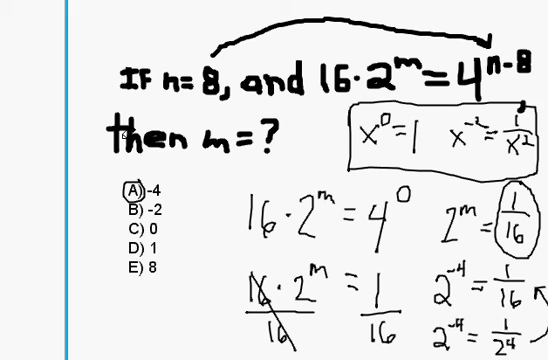 If n=8, and 16·2^m=4^(n-8)
then m=?
x^0=1 x^-2=1/x^2
A) -4
B) -2
C) 0
D) 1
E) 8
16·2^m=4^0
2^m=1/16
16·2^m/16=1/16
2^-4=1/16
2^-4=1/2^4